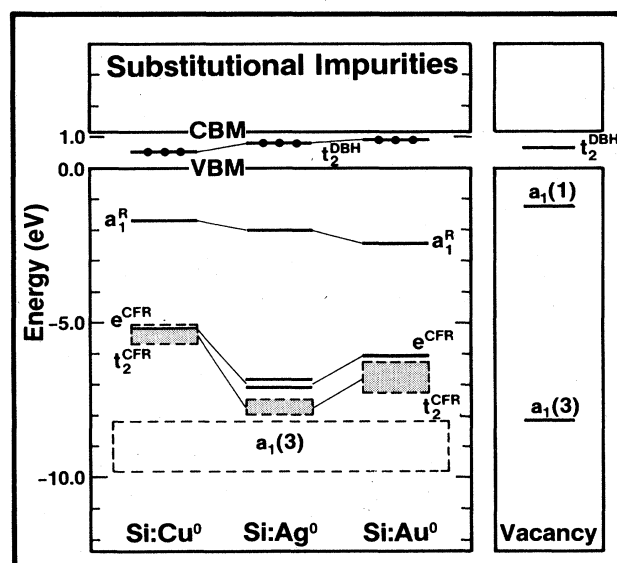 Substitutional Impurities
1.0
CBM
t₂ᴰᴮᴴ
t₂ᴰᴮᴴ
VBM
0.0
a₁(1)
a₁ᴿ
a₁ᴿ
Energy (eV)
-5.0
eCFR
eCFR
t₂CFR
t₂CFR
a₁(3)
a₁(3)
-10.0
Si:Cu⁰ Si:Ag⁰ Si:Au⁰
Vacancy